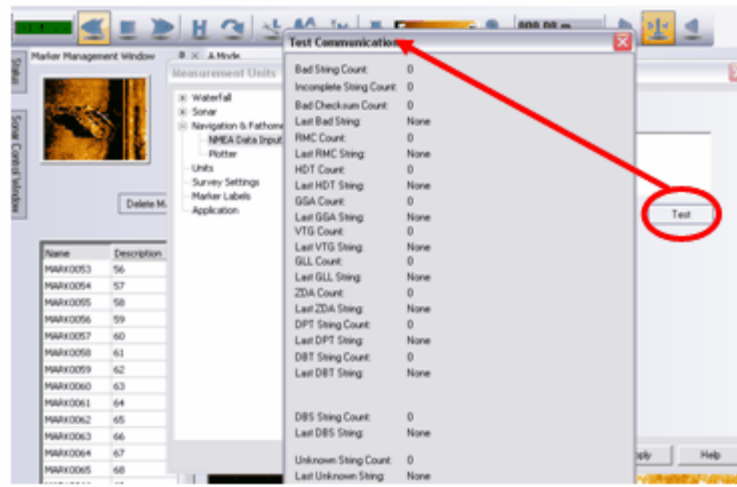 000.00 m
Marker Management Window
A Mode
Status
Sonar Control Window
Delete M
Name Description
MARK0053 56
MARK0054 57
MARK0055 58
MARK0056 59
MARK0057 60
MARK0058 61
MARK0059 62
MARK0060 63
MARK0061 64
MARK0062 65
MARK0063 66
MARK0064 67
MARK0065 68
Measurement Units
Waterfall
Sonar
Navigation & Fathome
NMEA Data Input
Plotter
Units
Survey Settings
Marker Labels
Application
Test Communication
Bad String Count: 0
Incomplete String Count: 0
Bad Checksum Count: 0
Last Bad String: None
RMC Count: 0
Last RMC String: None
HDT Count: 0
Last HDT String: None
GGA Count: 0
Last GGA String: None
VTG Count: 0
Last VTG String: None
GLL Count: 0
Last GLL String: None
ZDA Count: 0
Last ZDA String: None
DPT String Count: 0
Last DPT String: None
DBT String Count: 0
Last DBT String: None
DBS String Count: 0
Last DBS String: None
Unknown String Count: 0
Last Unknown String: None
Test
pply
Help